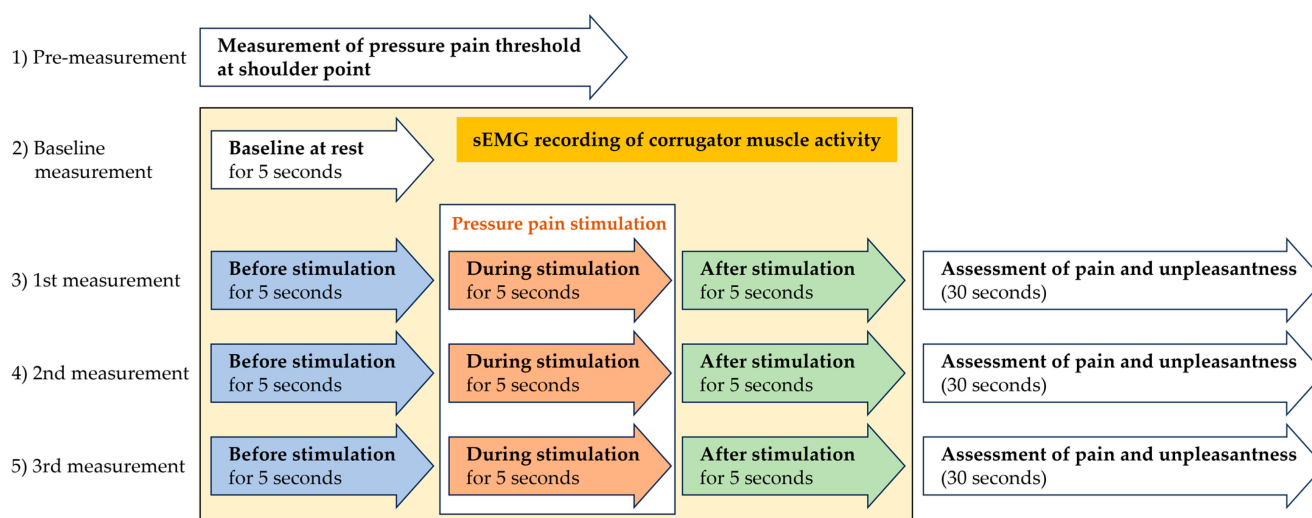 1) Pre-measurement
Measurement of pressure pain threshold
at shoulder point
2) Baseline
measurement
Baseline at rest
for 5 seconds
sEMG recording of corrugator muscle activity
Pressure pain stimulation
3) 1st measurement
Before stimulation
for 5 seconds
During stimulation
for 5 seconds
After stimulation
for 5 seconds
Assessment of pain and unpleasantness
(30 seconds)
4) 2nd measurement
Before stimulation
for 5 seconds
During stimulation
for 5 seconds
After stimulation
for 5 seconds
Assessment of pain and unpleasantness
(30 seconds)
5) 3rd measurement
Before stimulation
for 5 seconds
During stimulation
for 5 seconds
After stimulation
for 5 seconds
Assessment of pain and unpleasantness
(30 seconds)